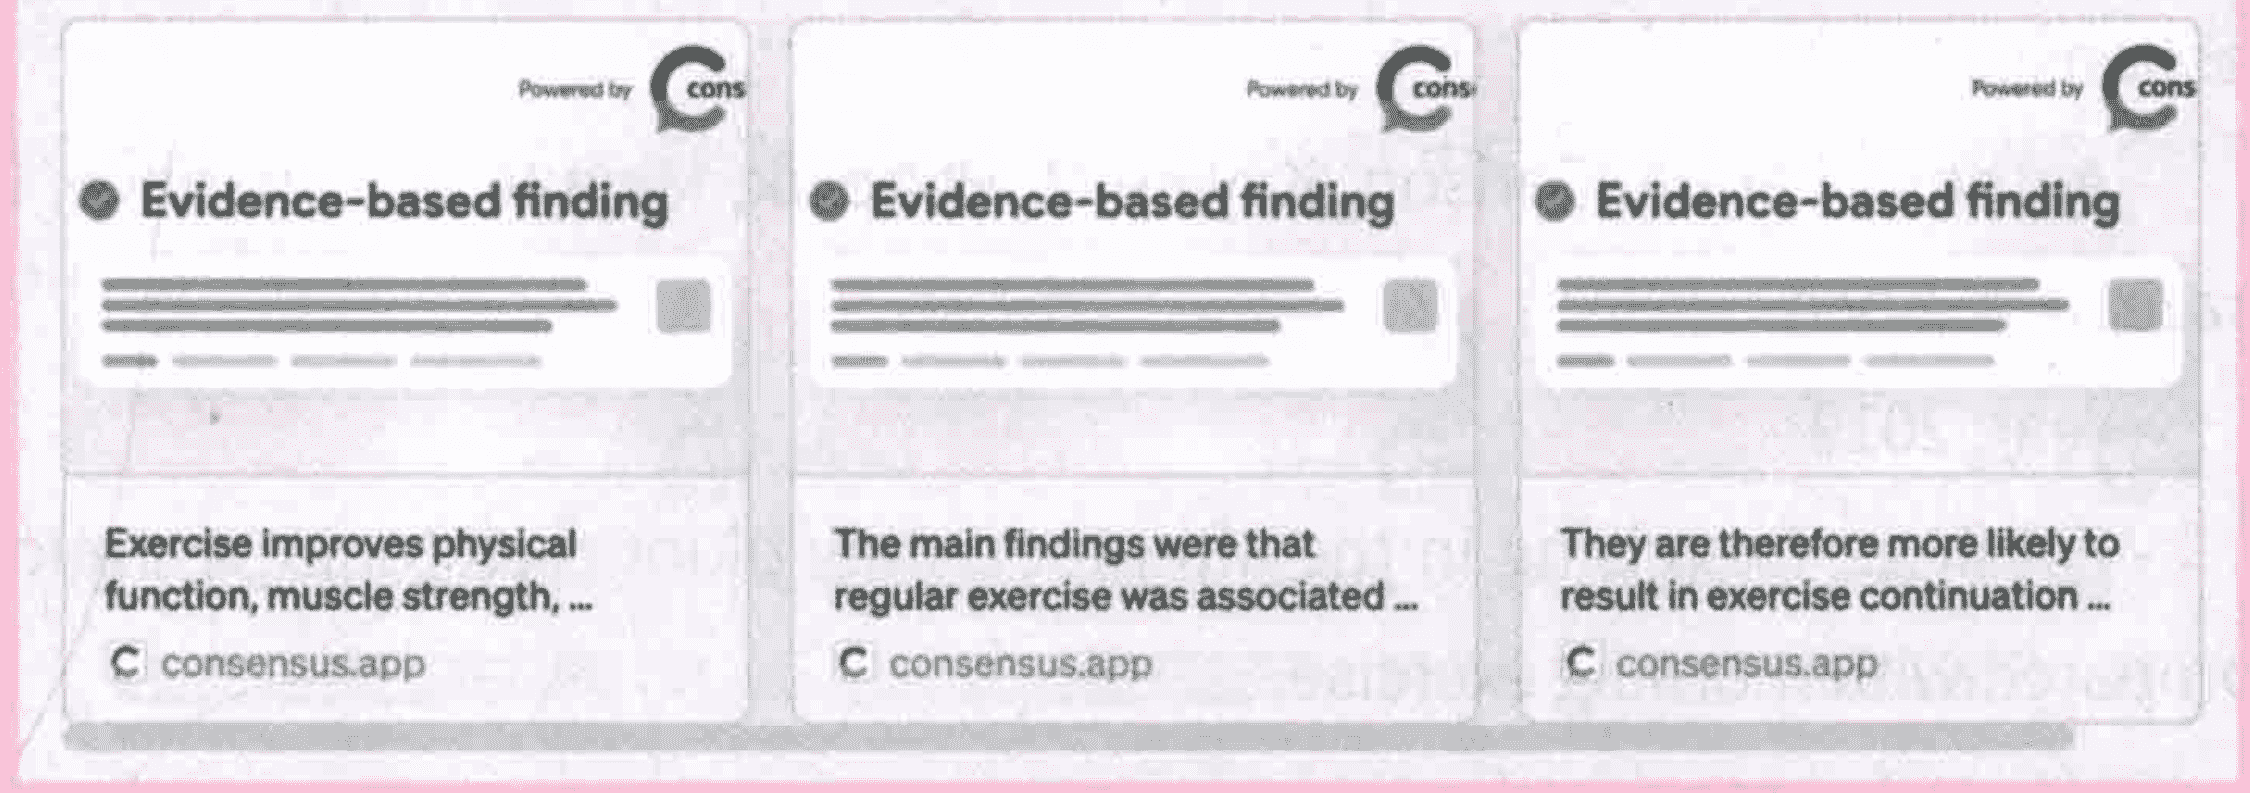 Powered by cons
Evidence-based finding
Exercise improves physical
function, muscle strength, ...
consensus.app
Powered by cons
Evidence-based finding
The main findings were that
regular exercise was associated ...
consensus.app
Powered by cons
Evidence-based finding
They are therefore more likely to
result in exercise continuation ...
consensus.app